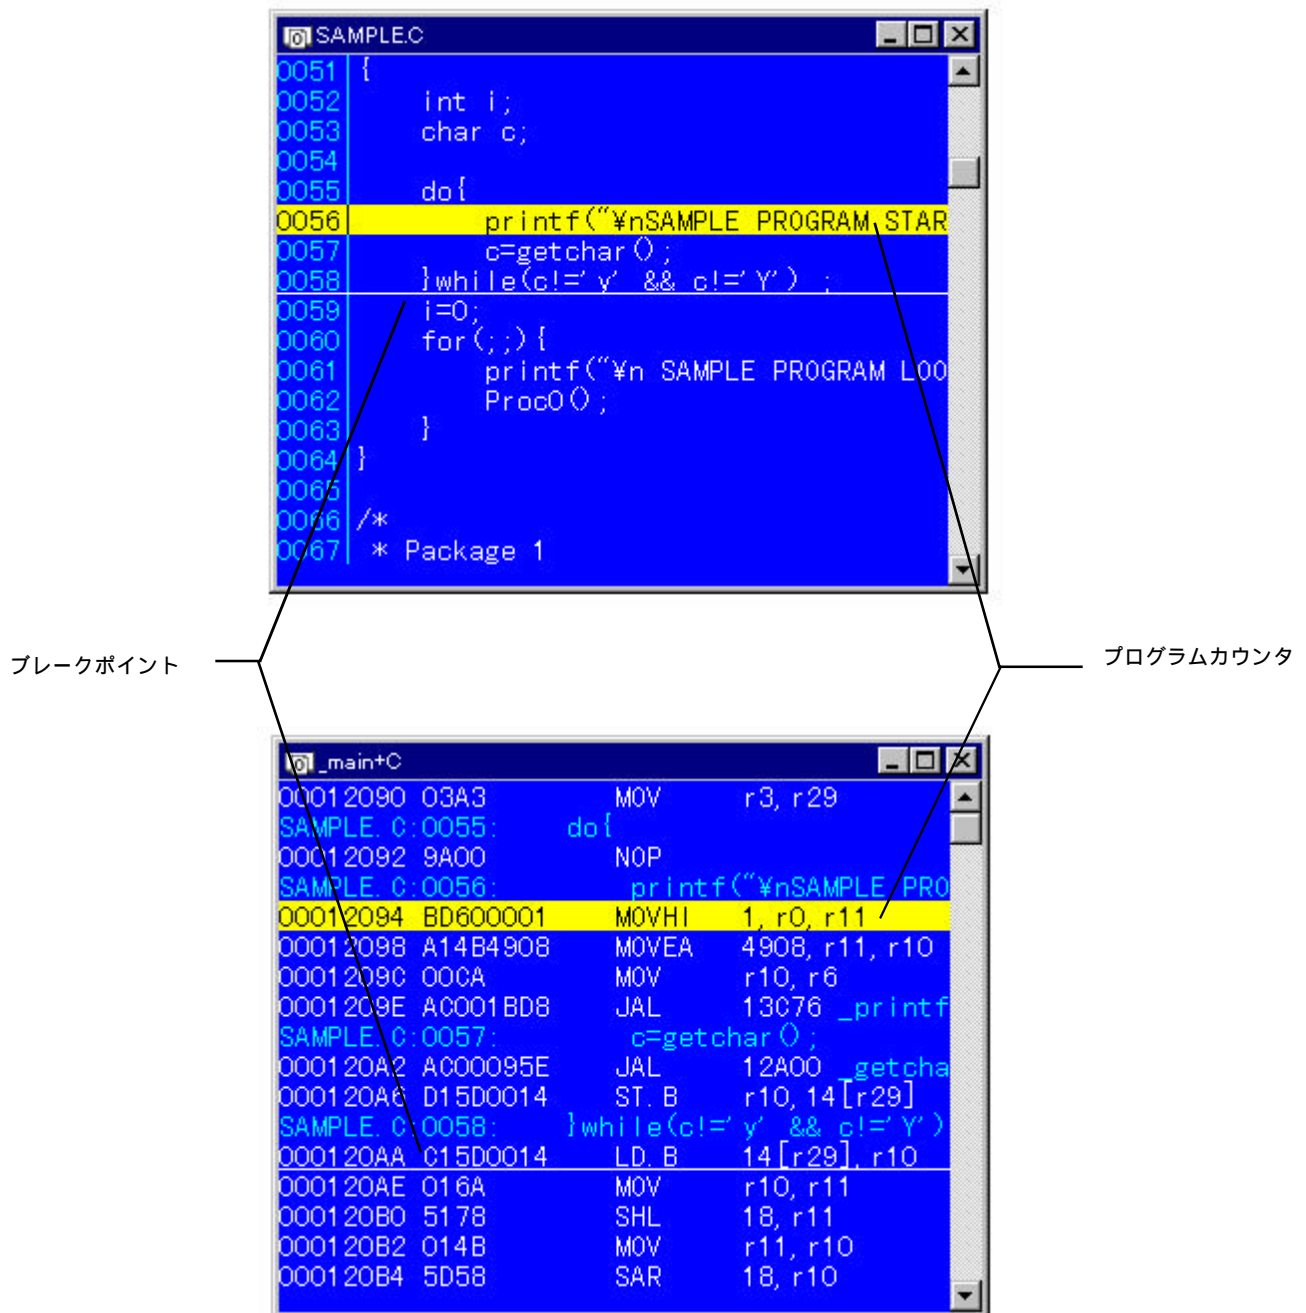 SAMPLE.C
0051 {
0052 int i;
0053 char c;
0054
0055 do{
0056 printf("¥nSAMPLE PROGRAM STAR
0057 c=getchar();
0058 }while(c!='y' && c!='Y') ;
0059 i=0;
0060 for(;;){
0061 printf("¥n SAMPLE PROGRAM LOO
0062 Proc0();
0063 }
0064 }
0065
0066 /*
0067 * Package 1
ブレークポイント
プログラムカウンタ
_main+C
00012090 03A3 MOV r3, r29
SAMPLE.C:0055: do{
00012092 9A00 NOP
SAMPLE.C:0056: printf("¥nSAMPLE PRO
00012094 BD600001 MOVHI 1, r0, r11
00012098 A14B4908 MOVEA 4908, r11, r10
0001209C 00CA MOV r10, r6
0001209E AC001BD8 JAL 13C76 _printf
SAMPLE.C:0057: c=getchar();
000120A2 AC00095E JAL 12A00 _getcha
000120A6 D15D0014 ST.B r10, 14[r29]
SAMPLE.C:0058: }while(c!='y' && c!='Y')
000120AA C15D0014 LD.B 14[r29], r10
000120AE 016A MOV r10, r11
000120B0 5178 SHL 18, r11
000120B2 014B MOV r11, r10
000120B4 5D58 SAR 18, r10